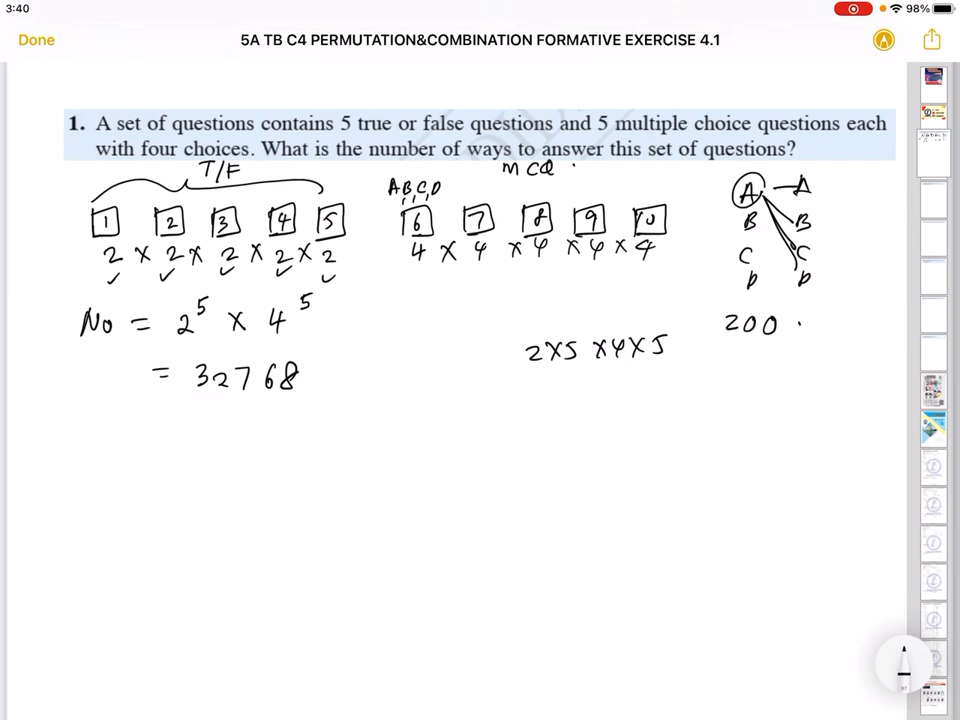 3:40
98%
Done
5A TB C4 PERMUTATION&COMBINATION FORMATIVE EXERCISE 4.1
1. A set of questions contains 5 true or false questions and 5 multiple choice questions each
with four choices. What is the number of ways to answer this set of questions?
T/F
MCQ
A B C D
1 2 3 4 5 6 7 8 9 10
2 × 2 × 2 × 2 × 2
4 × 4 × 4 × 4 × 4
A A
B B
C C
D D
No = 2^5 × 4^5
200
2×5 ×4×5
= 32768
97